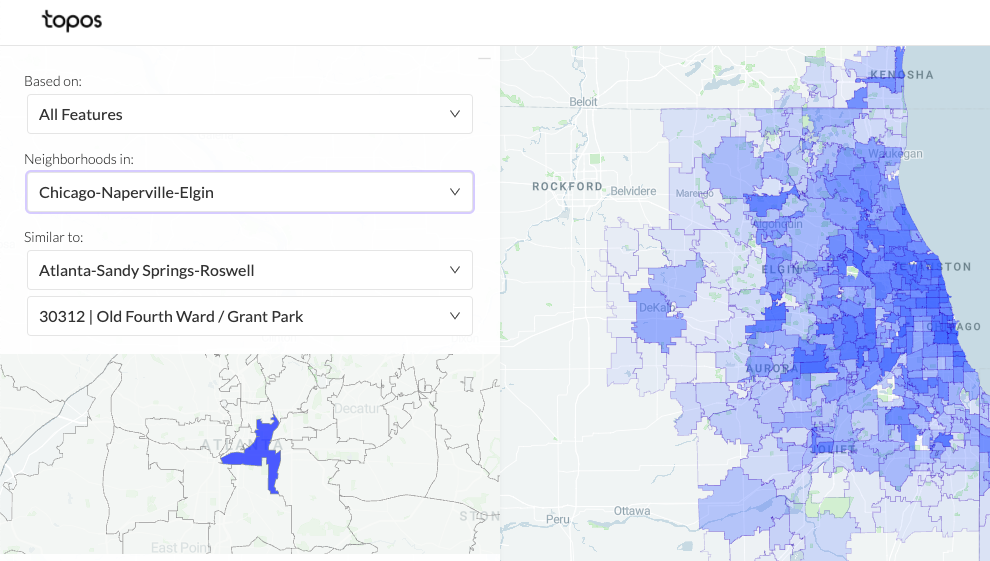 topos
Based on:
All Features
Neighborhoods in:
Chicago-Naperville-Elgin
Similar to:
Atlanta-Sandy Springs-Roswell
30312 | Old Fourth Ward / Grant Park
Decatur
ATLANTA
STON
East Point
KENOSHA
Beloit
Waukegan
ROCKFORD
Belvidere
Marengo
Algonquin
ELGIN
DeKalb
AURORA
JOLIET
Ottawa
Peru